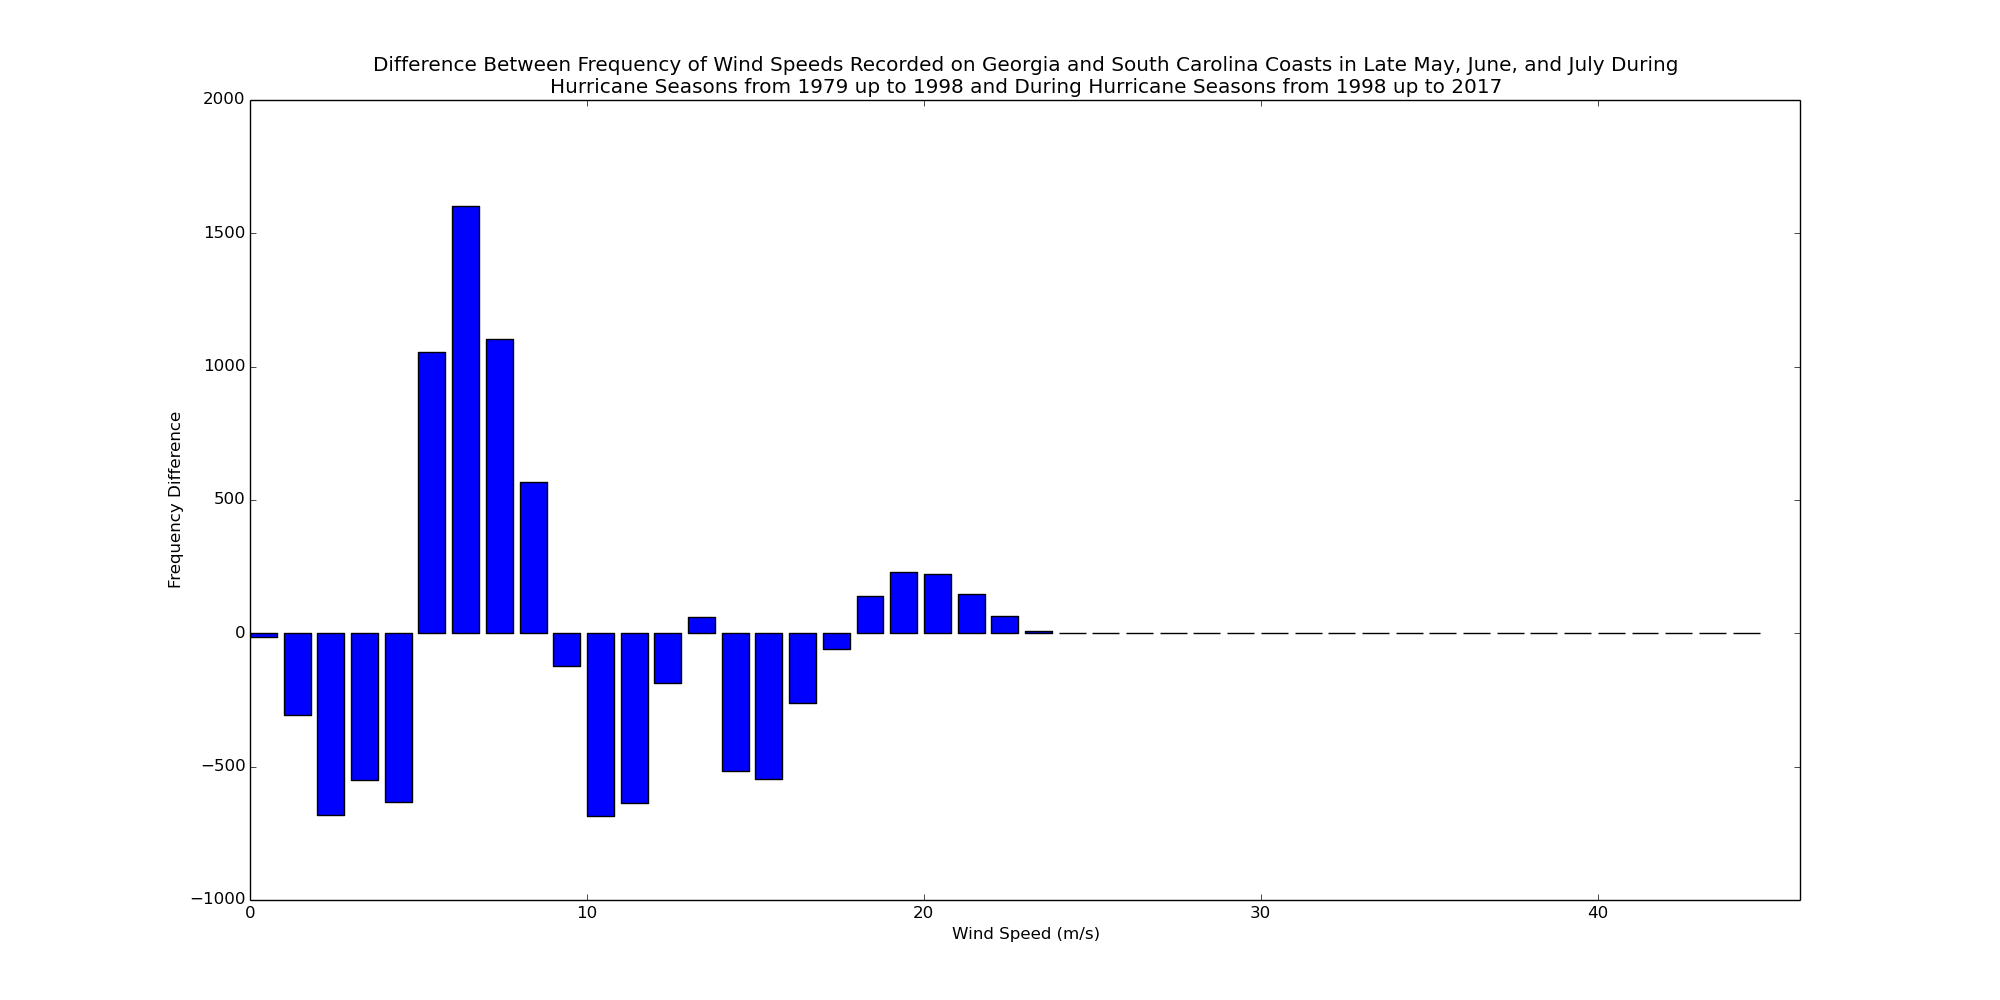 Difference Between Frequency of Wind Speeds Recorded on Georgia and South Carolina Coasts in Late May, June, and July During
Hurricane Seasons from 1979 up to 1998 and During Hurricane Seasons from 1998 up to 2017
2000
1500
1000
500
0
−500
−1000
Frequency Difference
0 10 20 30 40
Wind Speed (m/s)